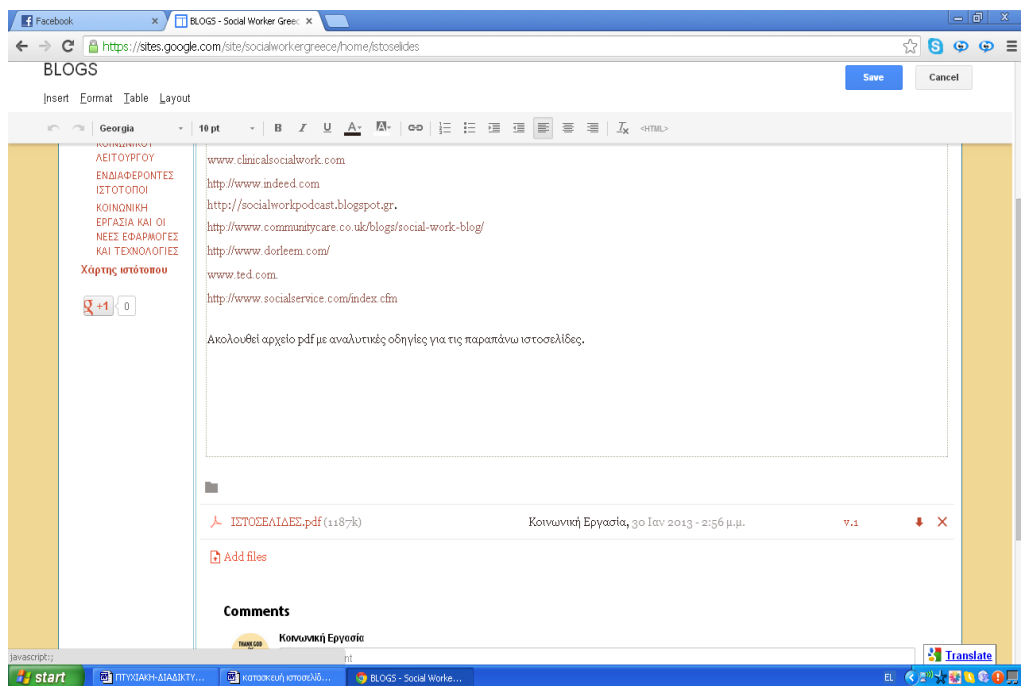 Facebook
BLOGS - Social Worker Greec
https://sites.google.com/site/socialworkergreece/home/istoselides
BLOGS
Save
Cancel
Insert Format Table Layout
Georgia
10 pt
B I U A A
<HTML>
ΚΟΙΝΩΝΙΚΟΥ
ΛΕΙΤΟΥΡΓΟΥ
ΕΝΔΙΑΦΕΡΟΝΤΕΣ
ΙΣΤΟΤΟΠΟΙ
ΚΟΙΝΩΝΙΚΗ
ΕΡΓΑΣΙΑ ΚΑΙ ΟΙ
ΝΕΕΣ ΕΦΑΡΜΟΓΕΣ
ΚΑΙ ΤΕΧΝΟΛΟΓΙΕΣ
Χάρτης ιστότοπου
+1 0
www.clinicalsocialwork.com
http://www.indeed.com
http://socialworkpodcast.blogspot.gr.
http://www.communitycare.co.uk/blogs/social-work-blog/
http://www.dorleem.com/
www.ted.com.
http://www.socialservice.com/index.cfm
Ακολουθεί αρχείο pdf με αναλυτικές οδηγίες για τις παραπάνω ιστοσελίδες.
ΙΣΤΟΣΕΛΙΔΕΣ.pdf (1187k)
Κοινωνική Εργασία, 30 Ιαν 2013 - 2:56 μ.μ.
v.1
Add files
Comments
Κοινωνική Εργασία
THANK GOD
nt
javascript:;
Translate
start
ΠΤΥΧΙΑΚΗ-ΔΙΑΔΙΚΤΥ...
κατασκευή ιστοσελίδ...
BLOGS - Social Worke...
EL